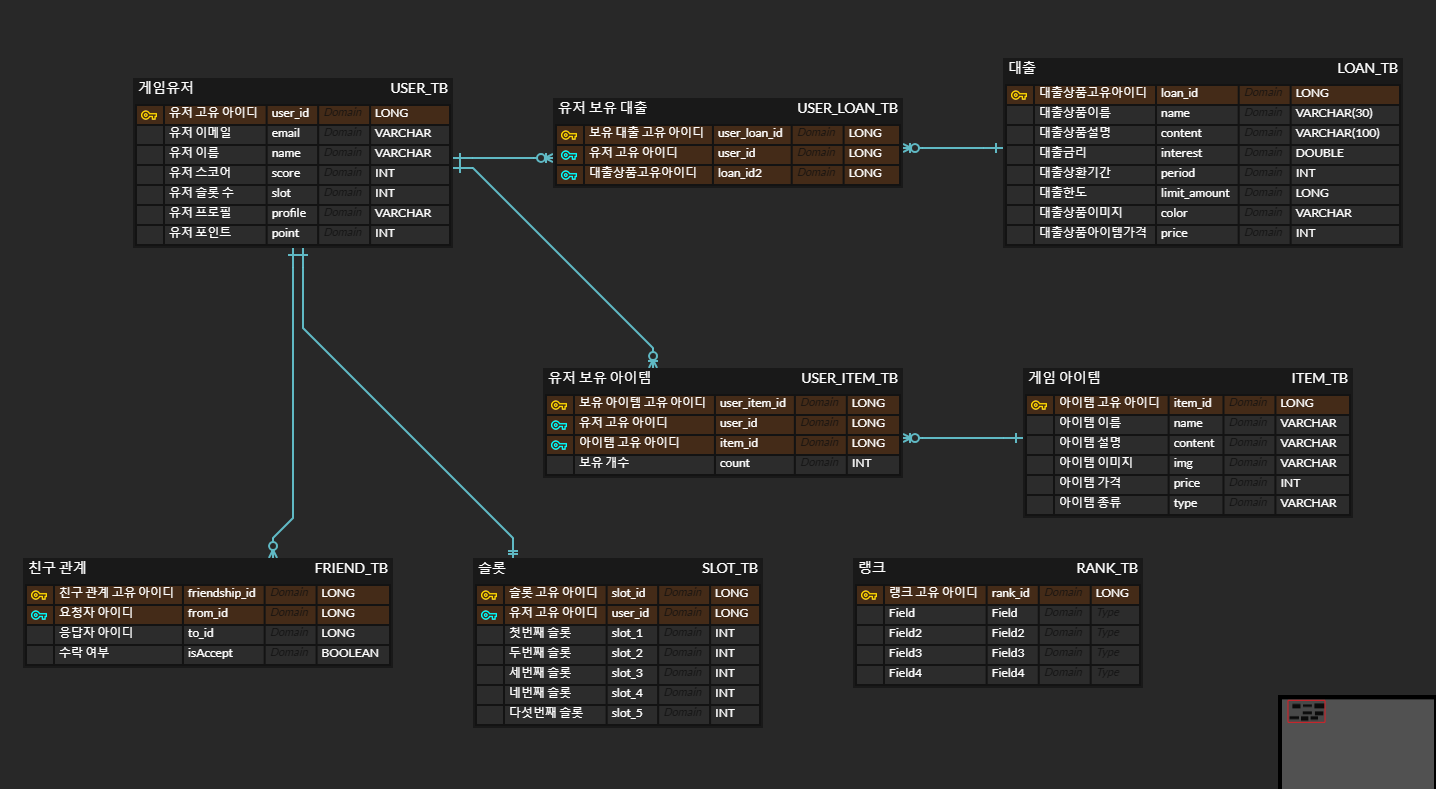 게임유저 USER_TB
유저 고유 아이디 user_id Domain LONG
유저 이메일 email Domain VARCHAR
유저 이름 name Domain VARCHAR
유저 스코어 score Domain INT
유저 슬롯 수 slot Domain INT
유저 프로필 profile Domain VARCHAR
유저 포인트 point Domain INT
유저 보유 대출 USER_LOAN_TB
보유 대출 고유 아이디 user_loan_id Domain LONG
유저 고유 아이디 user_id Domain LONG
대출상품고유아이디 loan_id2 Domain LONG
대출 LOAN_TB
대출상품고유아이디 loan_id Domain LONG
대출상품이름 name Domain VARCHAR(30)
대출상품설명 content Domain VARCHAR(100)
대출금리 interest Domain DOUBLE
대출상환기간 period Domain INT
대출한도 limit_amount Domain LONG
대출상품이미지 color Domain VARCHAR
대출상품아이템가격 price Domain INT
유저 보유 아이템 USER_ITEM_TB
보유 아이템 고유 아이디 user_item_id Domain LONG
유저 고유 아이디 user_id Domain LONG
아이템 고유 아이디 item_id Domain LONG
보유 개수 count Domain INT
게임 아이템 ITEM_TB
아이템 고유 아이디 item_id Domain LONG
아이템 이름 name Domain VARCHAR
아이템 설명 content Domain VARCHAR
아이템 이미지 img Domain VARCHAR
아이템 가격 price Domain INT
아이템 종류 type Domain VARCHAR
친구 관계 FRIEND_TB
친구 관계 고유 아이디 friendship_id Domain LONG
요청자 아이디 from_id Domain LONG
응답자 아이디 to_id Domain LONG
수락 여부 isAccept Domain BOOLEAN
슬롯 SLOT_TB
슬롯 고유 아이디 slot_id Domain LONG
유저 고유 아이디 user_id Domain LONG
첫번째 슬롯 slot_1 Domain INT
두번째 슬롯 slot_2 Domain INT
세번째 슬롯 slot_3 Domain INT
네번째 슬롯 slot_4 Domain INT
다섯번째 슬롯 slot_5 Domain INT
랭크 RANK_TB
랭크 고유 아이디 rank_id Domain LONG
Field Field Domain Type
Field2 Field2 Domain Type
Field3 Field3 Domain Type
Field4 Field4 Domain Type